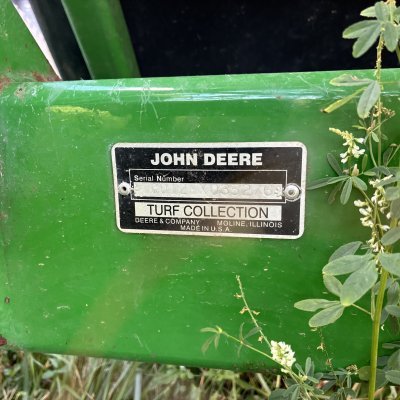 JOHN DEERE
Serial Number
TURF COLLECTION
DEERE & COMPANY MOLINE, ILLINOIS
MADE IN U.S.A.